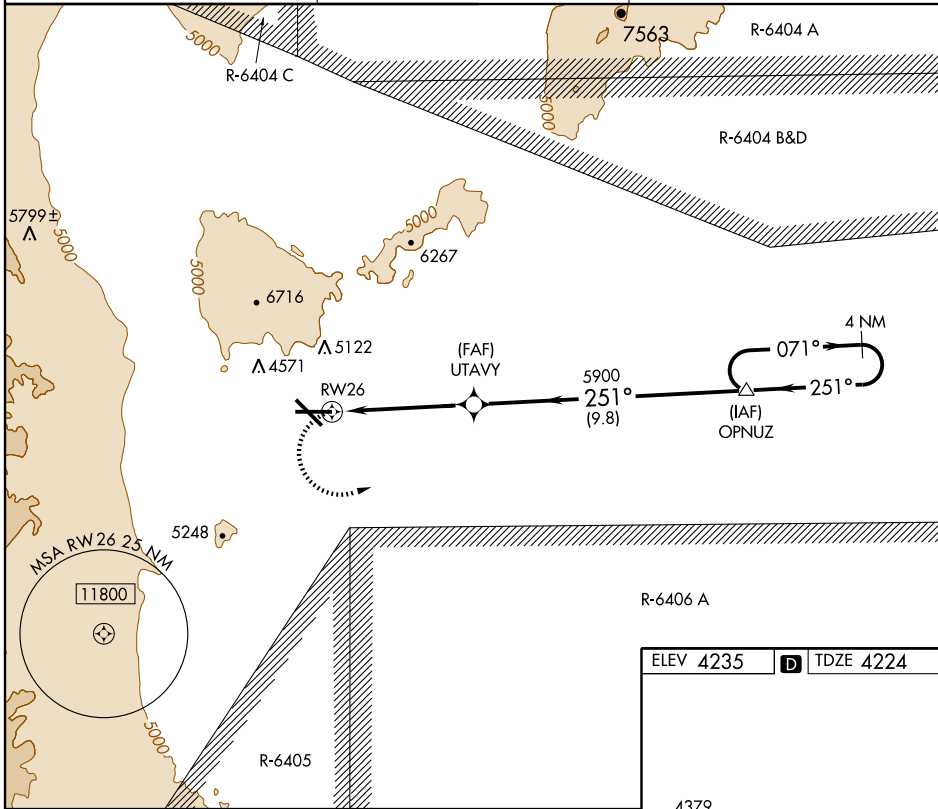 7563
R-6404 A
5000
R-6404 C
5000
R-6404 B&D
5799±
5000
5000
5000
6267
6716
4 NM
071°
5122
(FAF)
UTAVY
4571
5900
251°
(9.8)
251°
RW26
(IAF)
OPNUZ
5248
MSA RW26 25 NM
11800
R-6406 A
ELEV 4235
D
TDZE 4224
5000
R-6405
4379